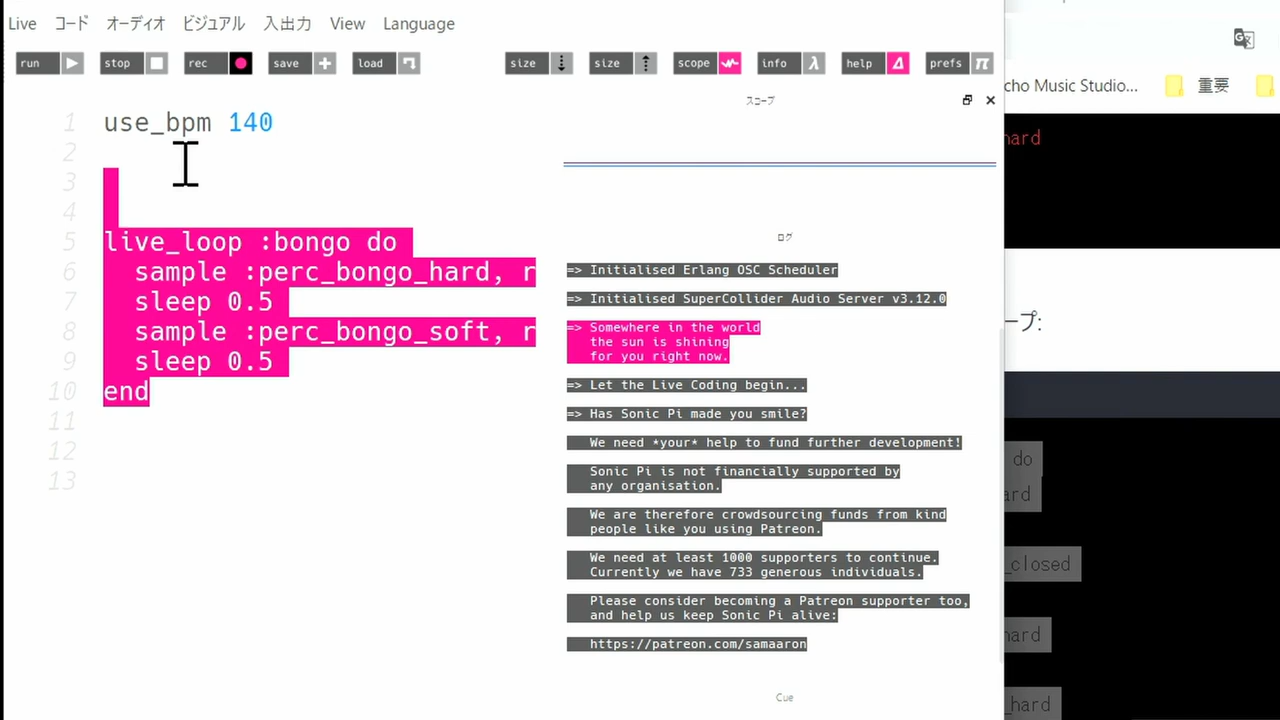 Live コード オーディオ ビジュアル 入出力 View Language
run stop rec save load size size scope info help prefs
スコープ
1 use_bpm 140
2
3
4
5 live_loop :bongo do
6 sample :perc_bongo_hard, r
7 sleep 0.5
8 sample :perc_bongo_soft, r
9 sleep 0.5
10 end
11
12
13
ログ
=> Initialised Erlang OSC Scheduler
=> Initialised SuperCollider Audio Server v3.12.0
=> Somewhere in the world
the sun is shining
for you right now.
=> Let the Live Coding begin...
=> Has Sonic Pi made you smile?
We need *your* help to fund further development!
Sonic Pi is not financially supported by
any organisation.
We are therefore crowdsourcing funds from kind
people like you using Patreon.
We need at least 1000 supporters to continue.
Currently we have 733 generous individuals.
Please consider becoming a Patreon supporter too,
and help us keep Sonic Pi alive:
https://patreon.com/samaaron
Cue
cho Music Studio... 重要
hard
ープ:
do
ard
_closed
hard
_hard